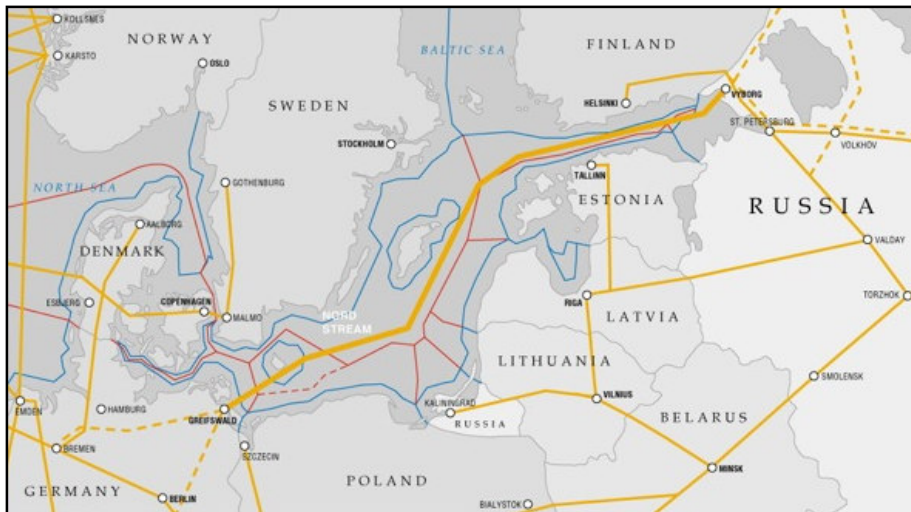 KOLLSNES
KARSTO
NORWAY
OSLO
SWEDEN
BALTIC SEA
FINLAND
HELSINKI
VYBORG
ST. PETERSBURG
VOLKHOV
STOCKHOLM
TALLINN
ESTONIA
RUSSIA
NORTH SEA
GOTHENBURG
AALBORG
DENMARK
VALDAY
ESBJERG
COPENHAGEN
MALMO
NORD
STREAM
RIGA
LATVIA
TORZHOK
LITHUANIA
SMOLENSK
EMDEN
HAMBURG
GREIFSWALD
KALININGRAD
RUSSIA
VILNIUS
BELARUS
BREMEN
SZCZECIN
MINSK
GERMANY
BERLIN
POLAND
BIALYSTOK